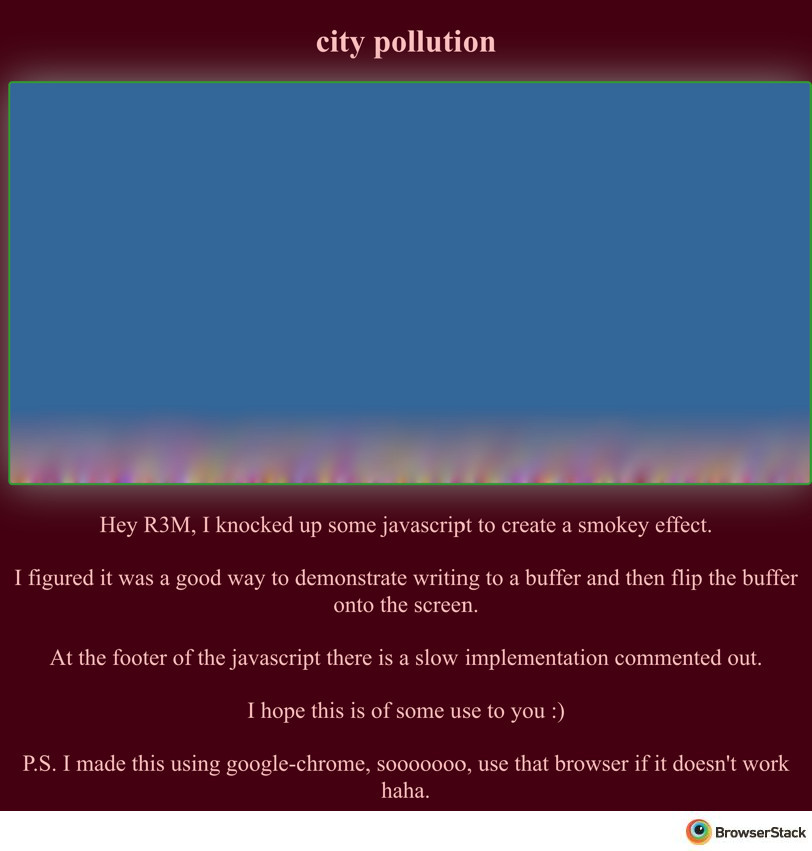 city pollution
Hey R3M, I knocked up some javascript to create a smokey effect.
I figured it was a good way to demonstrate writing to a buffer and then flip the buffer
onto the screen.
At the footer of the javascript there is a slow implementation commented out.
I hope this is of some use to you :)
P.S. I made this using google-chrome, sooooooo, use that browser if it doesn't work
haha.
BrowserStack